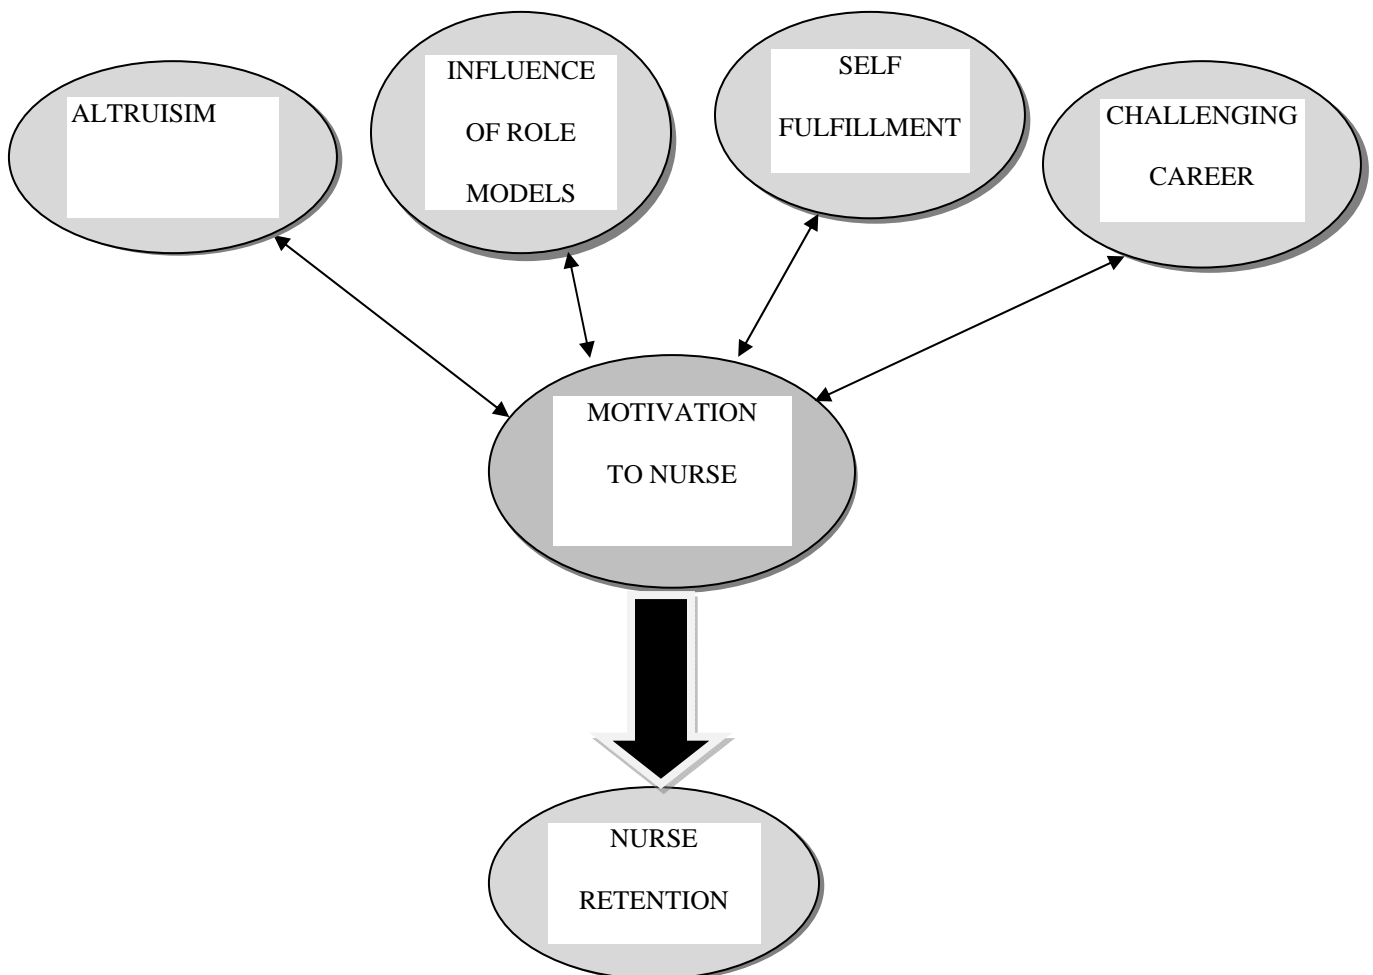 ALTRUISIM
INFLUENCE
OF ROLE
MODELS
SELF
FULFILLMENT
CHALLENGING
CAREER
MOTIVATION
TO NURSE
NURSE
RETENTION